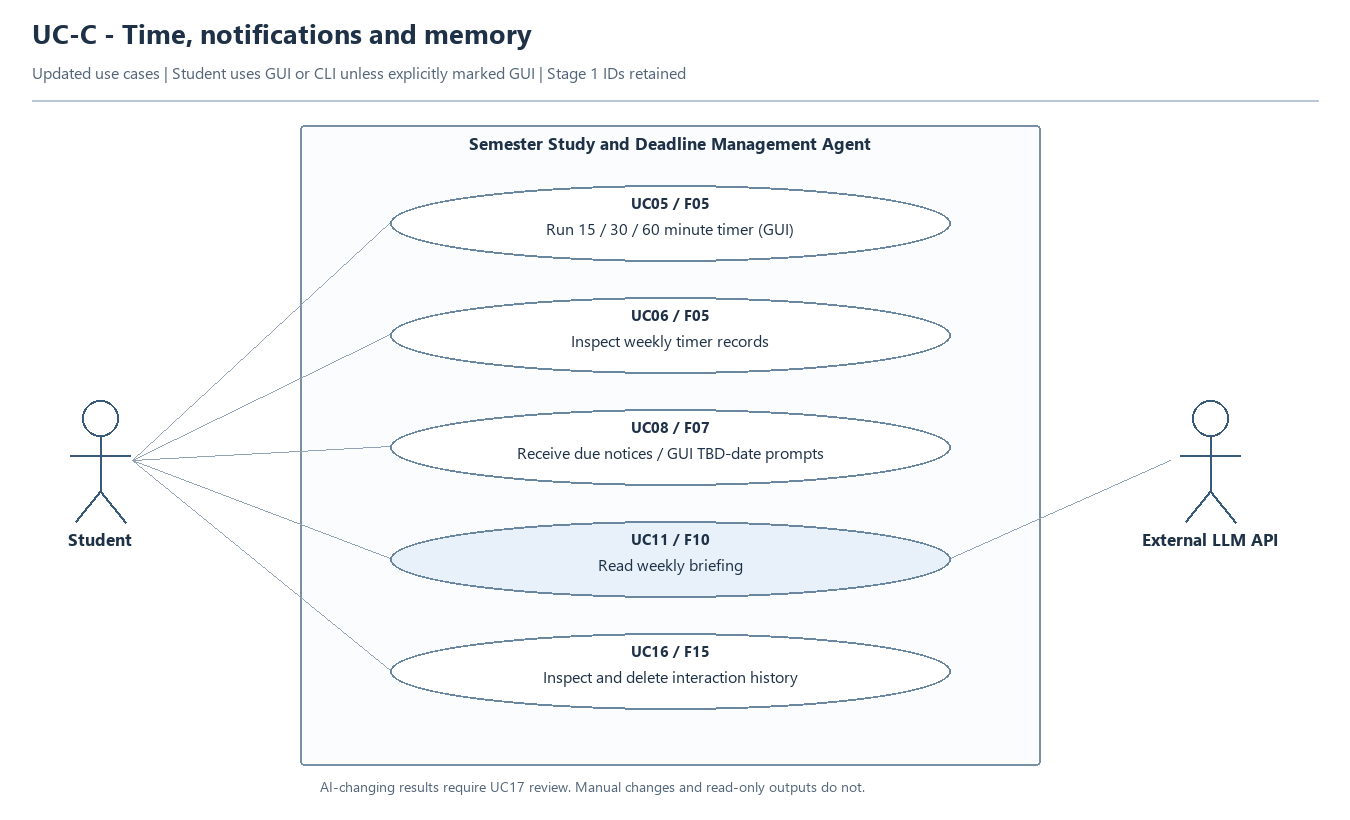 UC-C - Time, notifications and memory
Updated use cases | Student uses GUI or CLI unless explicitly marked GUI | Stage 1 IDs retained
Semester Study and Deadline Management Agent
UC05 / F05
Run 15 / 30 / 60 minute timer (GUI)
UC06 / F05
Inspect weekly timer records
UC08 / F07
Receive due notices / GUI TBD-date prompts
UC11 / F10
Read weekly briefing
UC16 / F15
Inspect and delete interaction history
Student
External LLM API
AI-changing results require UC17 review. Manual changes and read-only outputs do not.